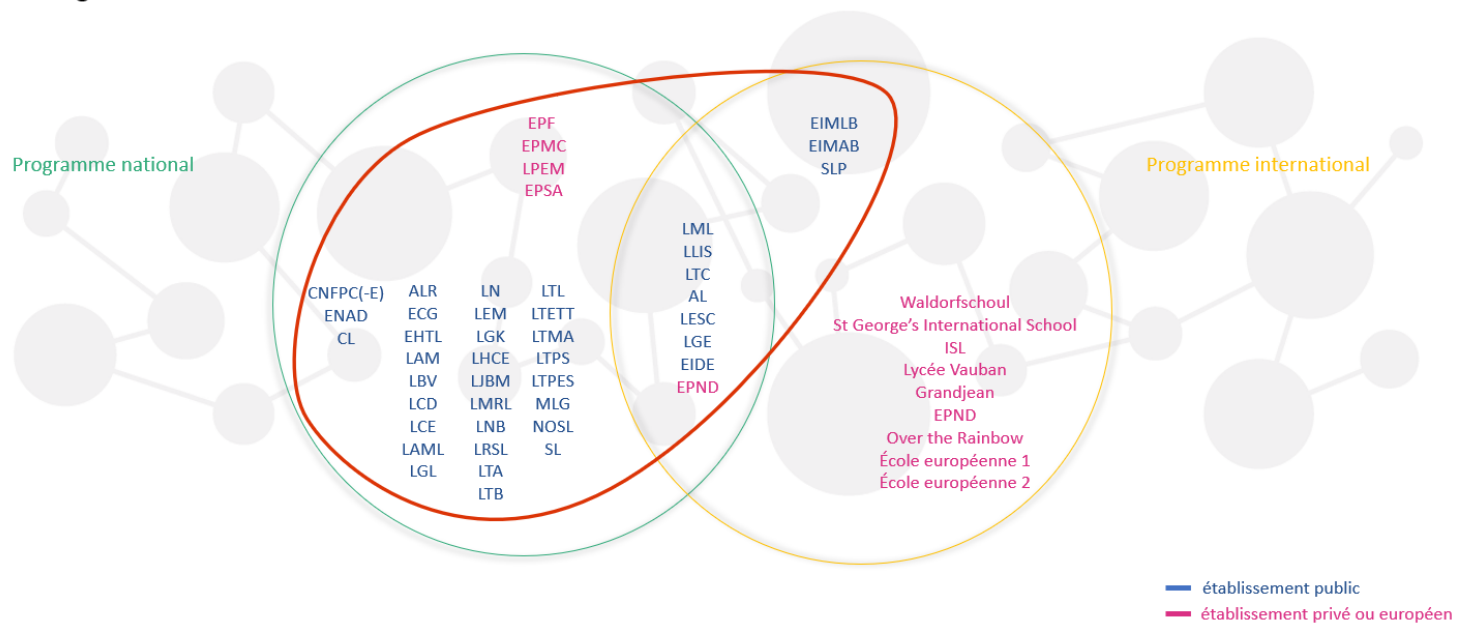 Programme national
Programme international
EPF
EPMC
LPEM
EPSA
EIMLB
EIMAB
SLP
LML
LLIS
LTC
AL
LESC
LGE
EIDE
EPND
CNFPC(-E)
ENAD
CL
ALR
ECG
EHTL
LAM
LBV
LCD
LCE
LAML
LGL
LN
LEM
LGK
LHCE
LJBM
LMRL
LNB
LRSL
LTA
LTB
LTL
LTETT
LTMA
LTPS
LTPES
MLG
NOSL
SL
Waldorfschoul
St George’s International School
ISL
Lycée Vauban
Grandjean
EPND
Over the Rainbow
École européenne 1
École européenne 2
établissement public
établissement privé ou européen